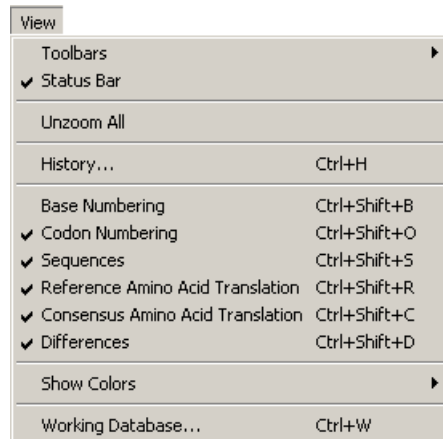 View
Toolbars
Status Bar
Unzoom All
History... Ctrl+H
Base Numbering Ctrl+Shift+B
Codon Numbering Ctrl+Shift+O
Sequences Ctrl+Shift+S
Reference Amino Acid Translation Ctrl+Shift+R
Consensus Amino Acid Translation Ctrl+Shift+C
Differences Ctrl+Shift+D
Show Colors
Working Database... Ctrl+W